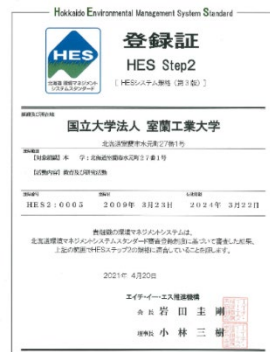 Hokkaido Environmental Management System Standard
HES
北海道 環境マネジメント
システムスタンダード
登録証
HES Step2
[ HESシステム規格（第3版）]
国立大学法人 室蘭工業大学
北海道室蘭市水元町27番1号
【対象組織】本 学：北海道室蘭市水元町27番1号
【活動内容】教育及び研究活動
HES2:0005
2009年 3月23日
2024年 3月22日
貴組織の環境マネジメントシステムは、
北海道環境マネジメントシステムスタンダード審査登録制度に基づいて審査した結果、
上記の範囲でHESステップ2の規格に適合していることを証します。
2021年 4月20日
エイチ・イー・エス推進機構
会長 岩田圭剛
理事長 小林三樹